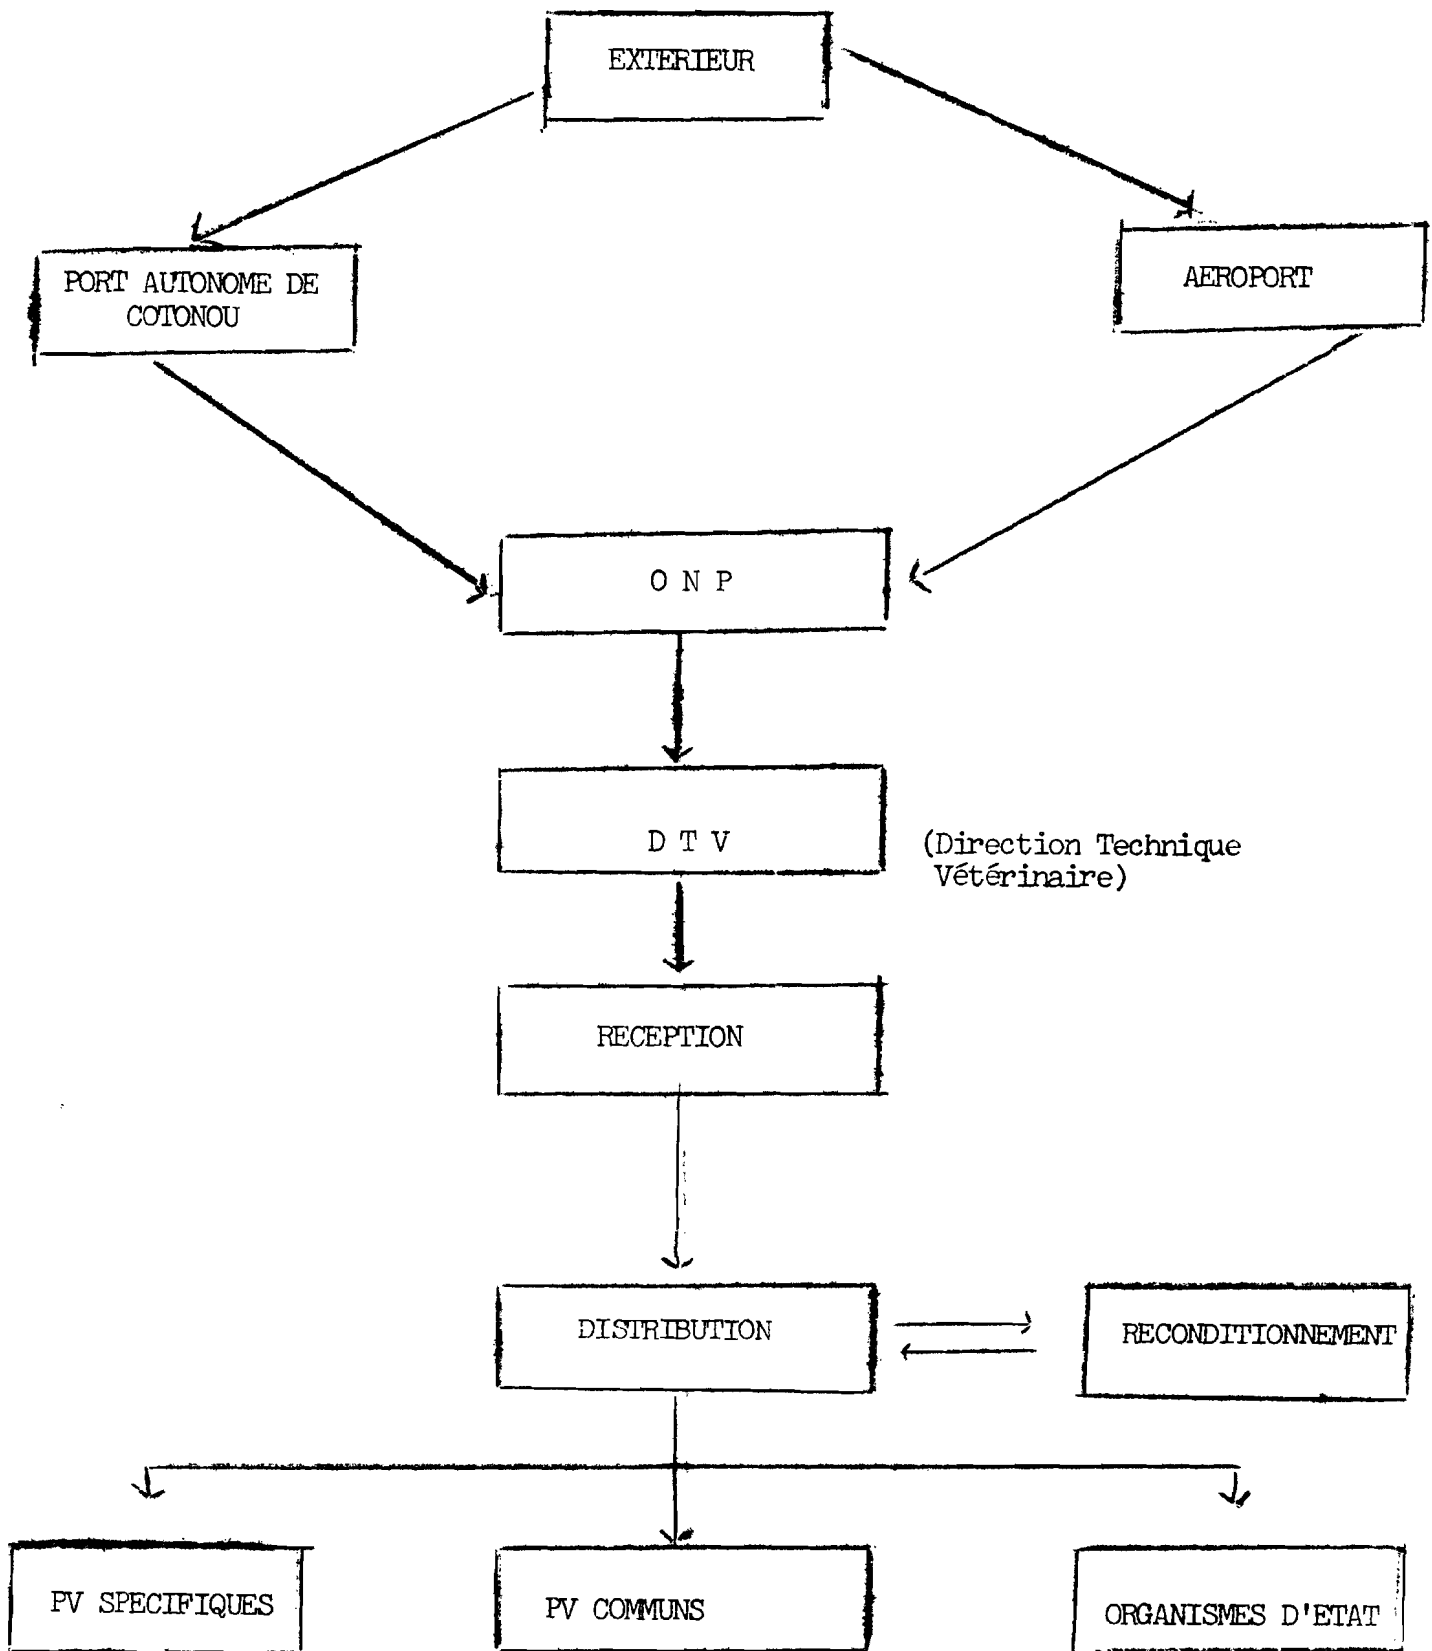 EXTERIEUR
PORT AUTONOME DE
COTONOU
AEROPORT
O N P
D T V
(Direction Technique
Vétérinaire)
RECEPTION
DISTRIBUTION
RECONDITIONNEMENT
PV SPECIFIQUES
PV COMMUNS
ORGANISMES D'ETAT